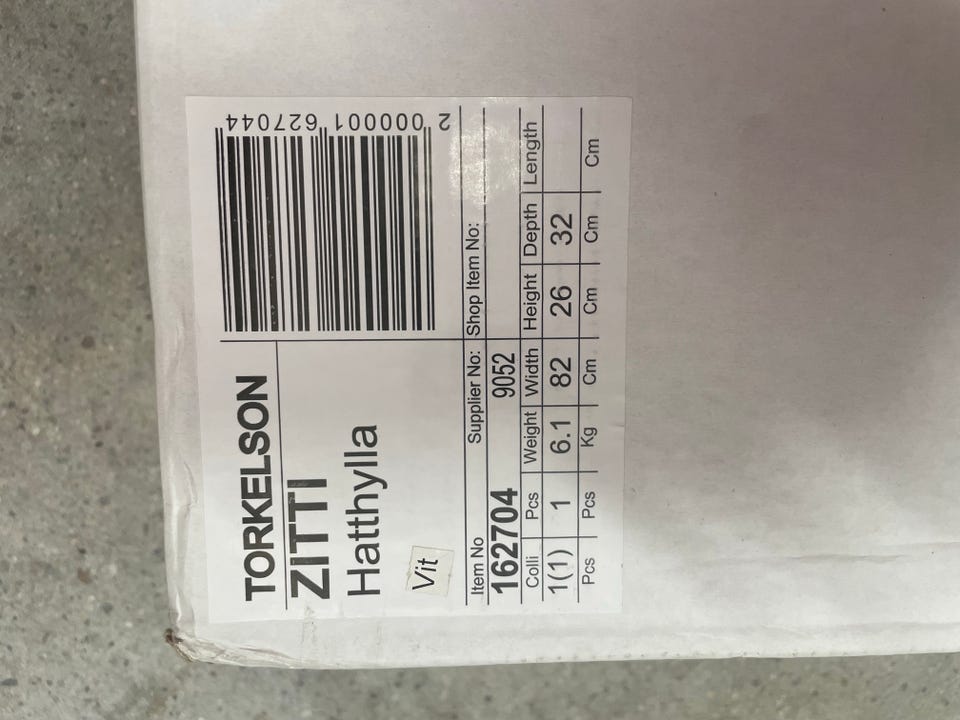 TORKELSON
ZITTI
Hatthylla
Vit
2 000001 627044
Item No Supplier No: Shop Item No:
162704 9052
Colli Pcs Weight Width Height Depth Length
1(1) 1 6.1 82 26 32
Pcs Pcs Kg Cm Cm Cm Cm